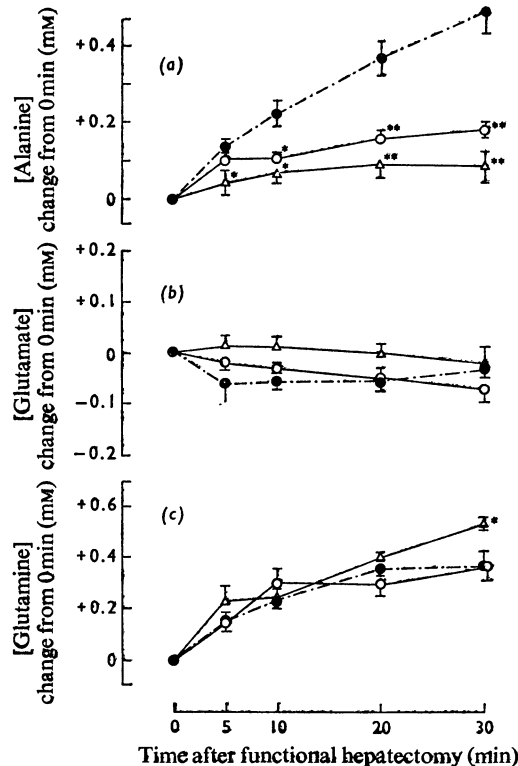 +0.4
+0.2
0
[Alanine]
change from 0 min (mM)
(a)
*
*
**
**
*
*
**
**
+0.2
+0.1
0
−0.1
−0.2
[Glutamate]
change from 0 min (mM)
(b)
+0.6
+0.4
+0.2
0
[Glutamine]
change from 0 min (mM)
(c)
*
0 5 10 20 30
Time after functional hepatectomy (min)